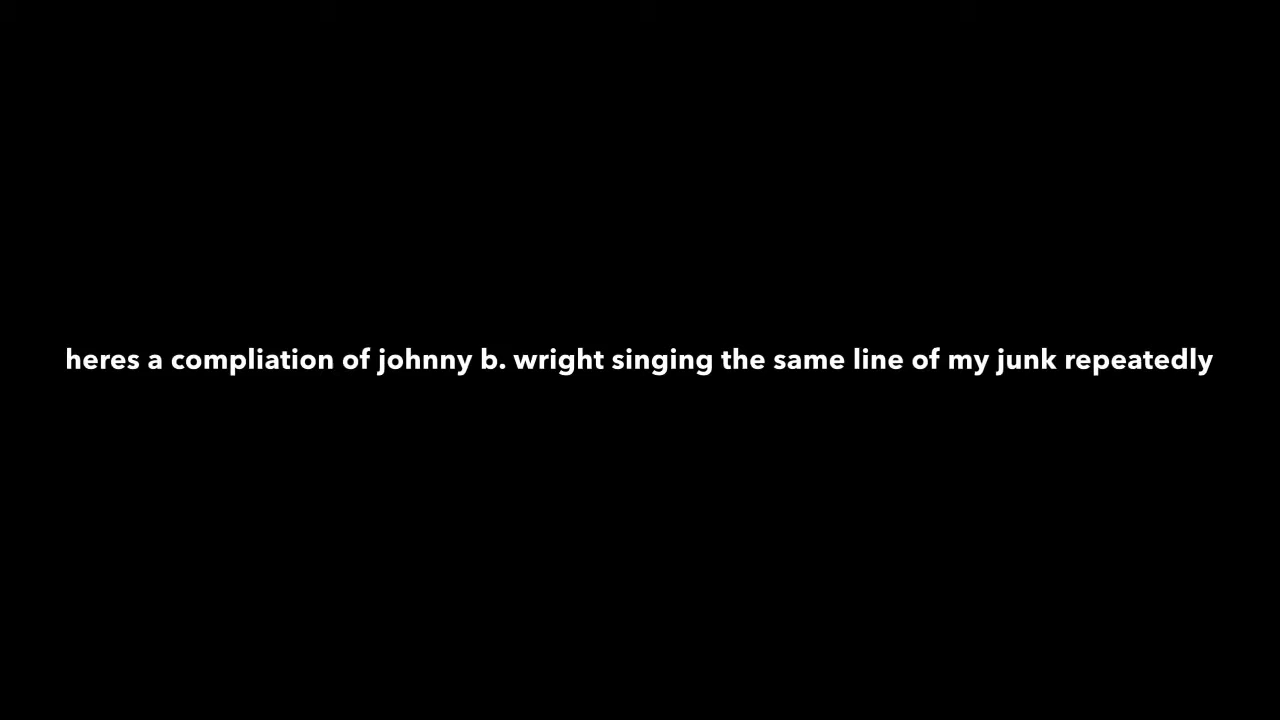 heres a compliation of johnny b. wright singing the same line of my junk repeatedly